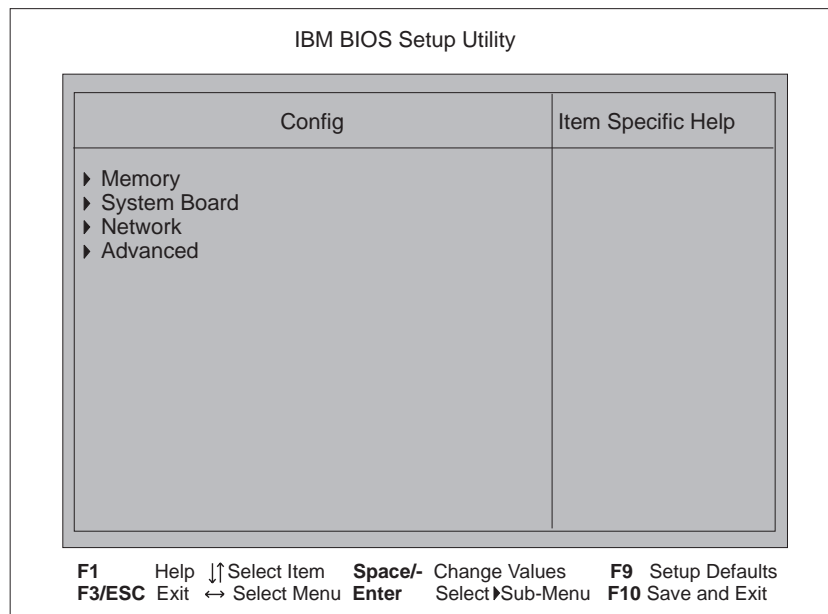 IBM BIOS Setup Utility
Config
Item Specific Help
Memory
System Board
Network
Advanced
F1 Help ↓↑ Select Item Space/- Change Values F9 Setup Defaults
F3/ESC Exit ↔ Select Menu Enter Select ▶ Sub-Menu F10 Save and Exit